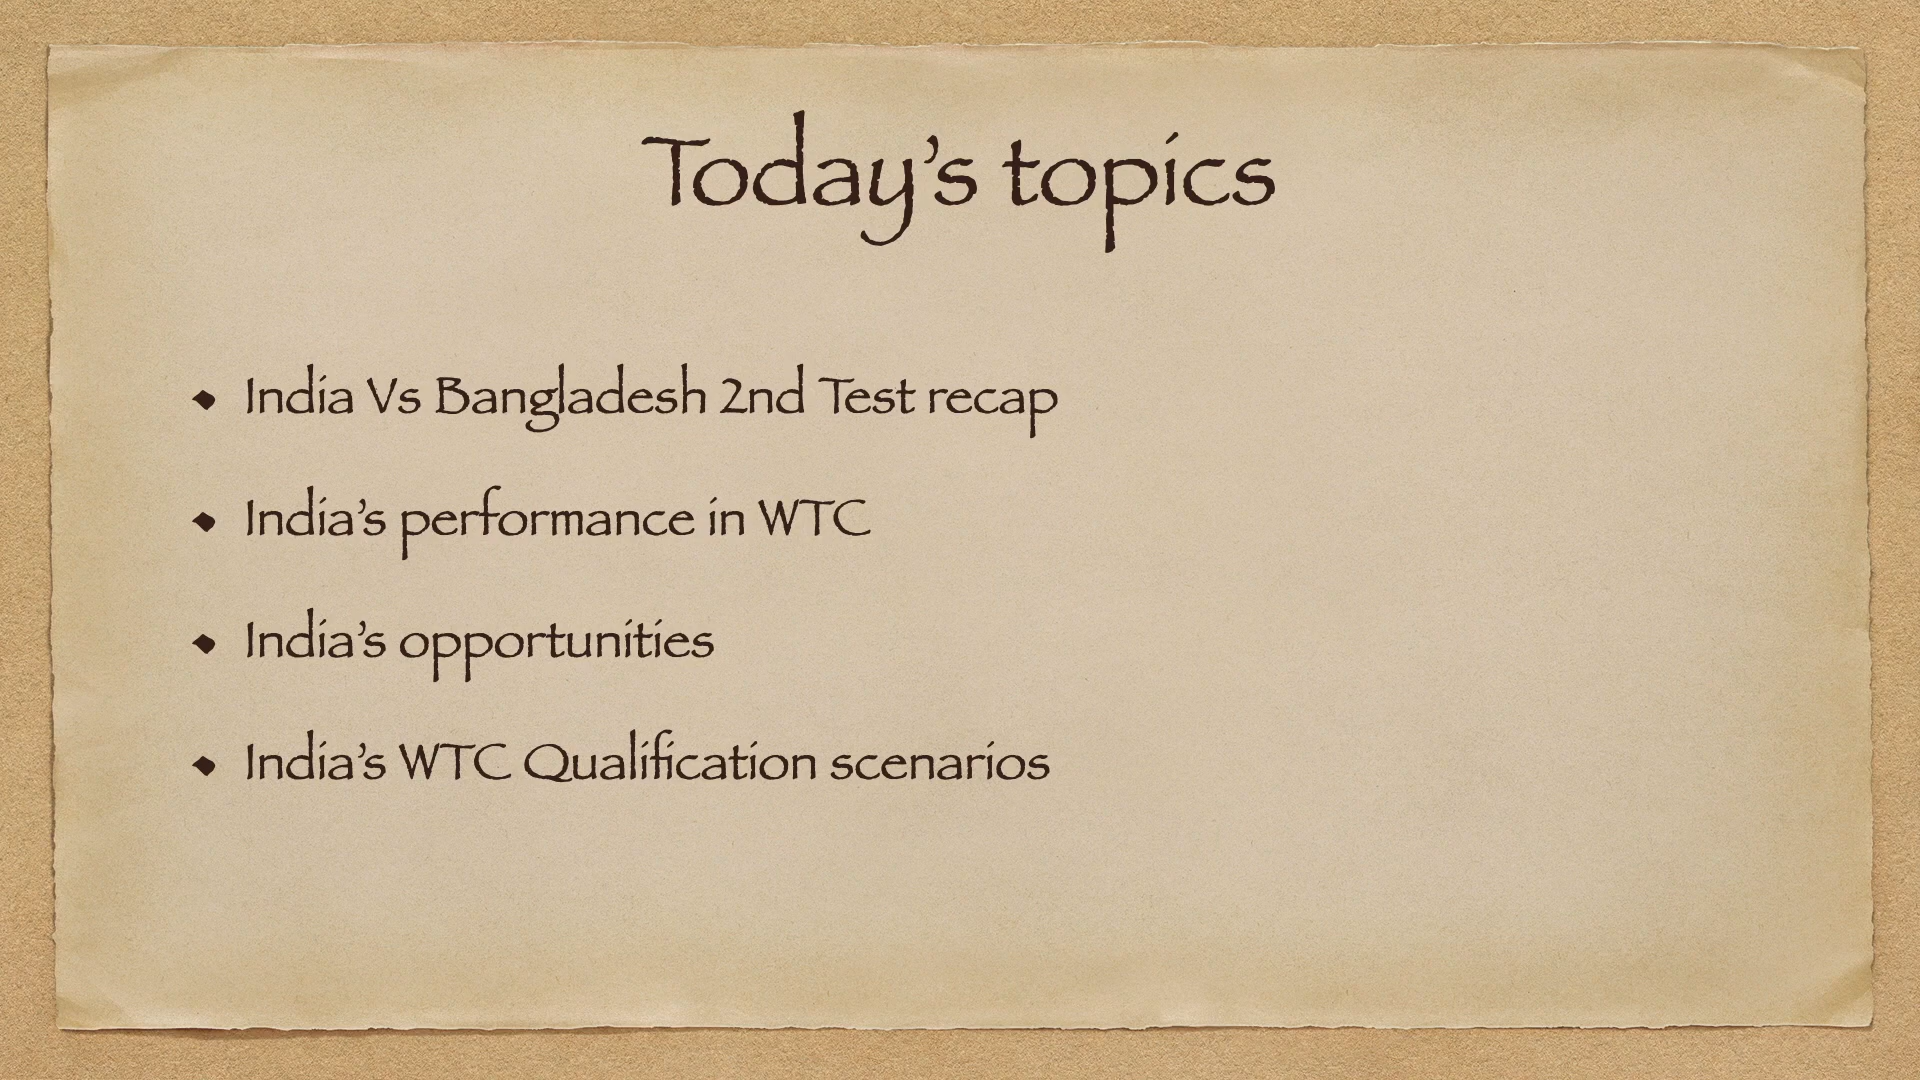 Today’s topics
India Vs Bangladesh 2nd Test recap
India’s performance in WTC
India’s opportunities
India’s WTC Qualification scenarios